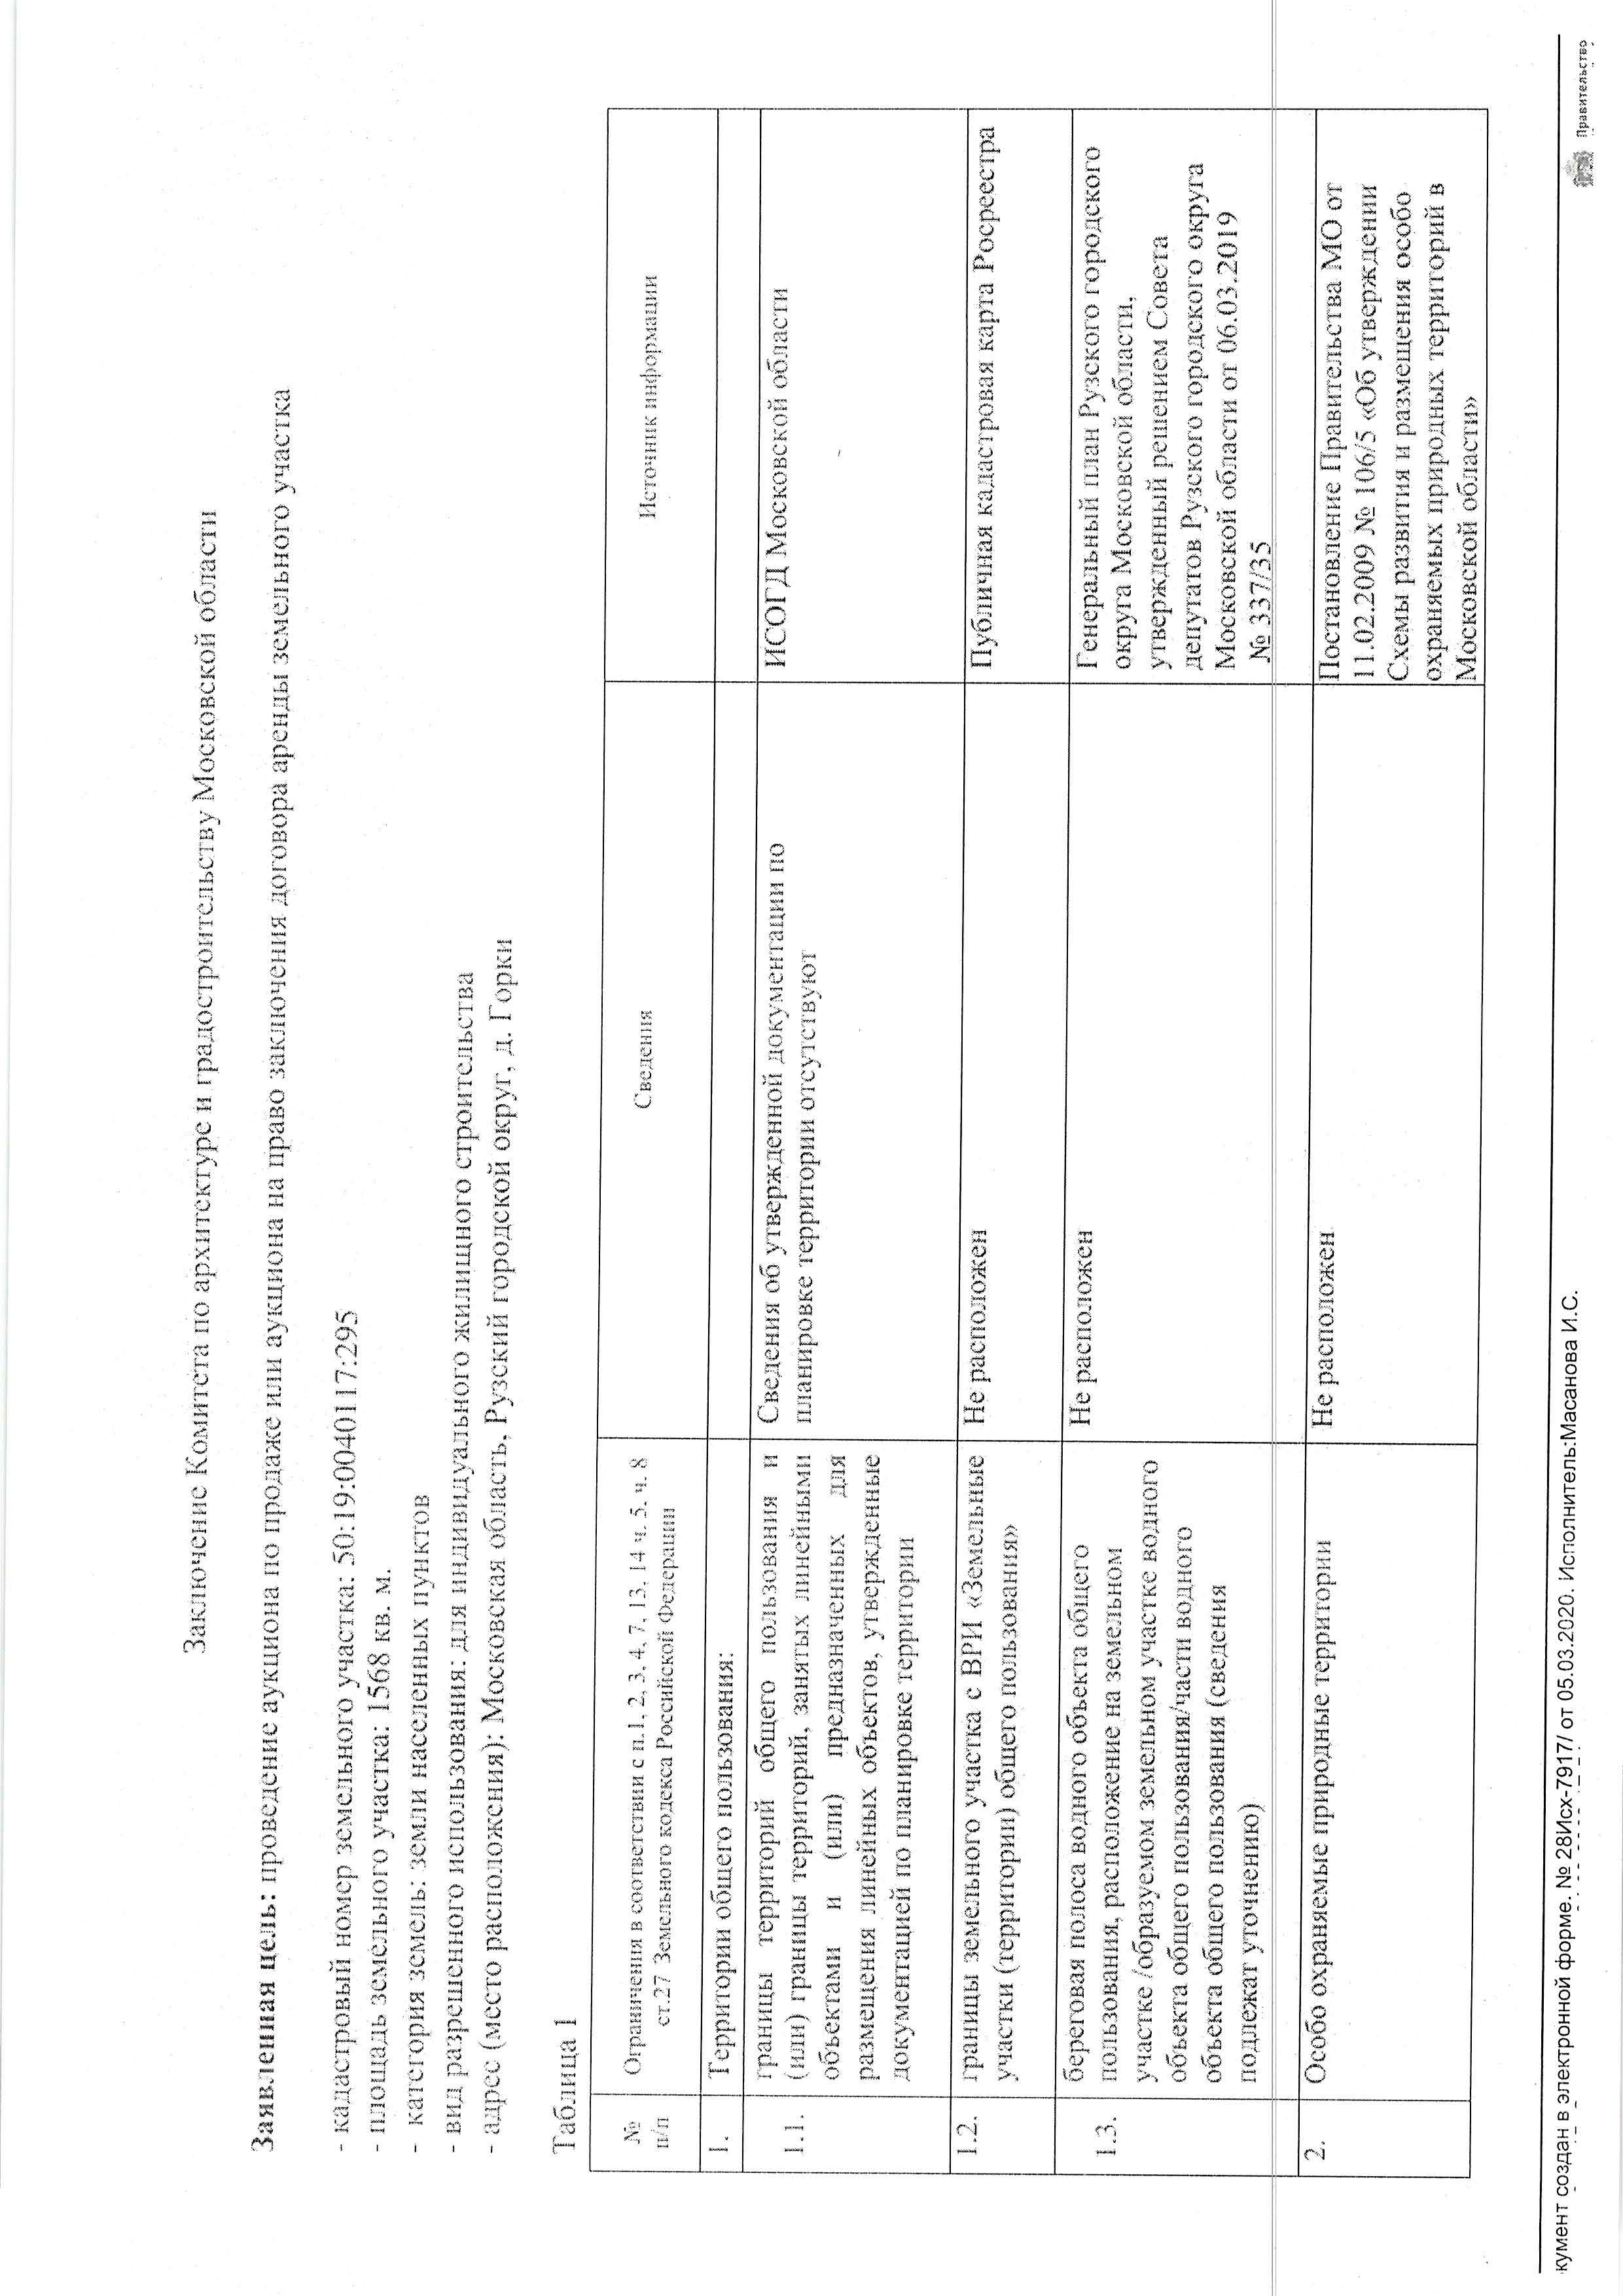 Заключение Комитета по архитектуре и градостроительству Московской области
Заявленная цель: проведение аукциона по продаже или аукциона на право заключения договора аренды земельного участка
- кадастровый номер земельного участка: 50:19:0040117:295
- площадь земельного участка: 1568 кв. м.
- категория земель: земли населенных пунктов
- вид разрешенного использования: для индивидуального жилищного строительства
- адрес (место расположения): Московская область, Рузский городской округ, д. Горки
Таблица 1
№
п/п
Ограничения в соответствии с п.1, 2, 3, 4, 7, 13, 14 ч. 5, ч. 8
ст.27 Земельного кодекса Российской Федерации
Сведения
Источник информации
1.
Территории общего пользования:
1.1.
границы территорий общего пользования и
(или) границы территорий, занятых линейными
объектами и (или) предназначенных для
размещения линейных объектов, утвержденные
документацией по планировке территории
Сведения об утвержденной документации по
планировке территории отсутствуют
ИСОГД Московской области
1.2.
границы земельного участка с ВРИ «Земельные
участки (территории) общего пользования»
Не расположен
Публичная кадастровая карта Росреестра
1.3.
береговая полоса водного объекта общего
пользования, расположение на земельном
участке /образуемом земельном участке водного
объекта общего пользования/части водного
объекта общего пользования (сведения
подлежат уточнению)
Не расположен
Генеральный план Рузского городского
округа Московской области,
утвержденный решением Совета
депутатов Рузского городского округа
Московской области от 06.03.2019
№ 337/35
2.
Особо охраняемые природные территории
Не расположен
Постановление Правительства МО от
11.02.2009 № 106/5 «Об утверждении
Схемы развития и размещения особо
охраняемых природных территорий в
Московской области»
кумент создан в электронной форме. № 28Исх-7917/ от 05.03.2020. Исполнитель:Масанова И.С.
Правительство